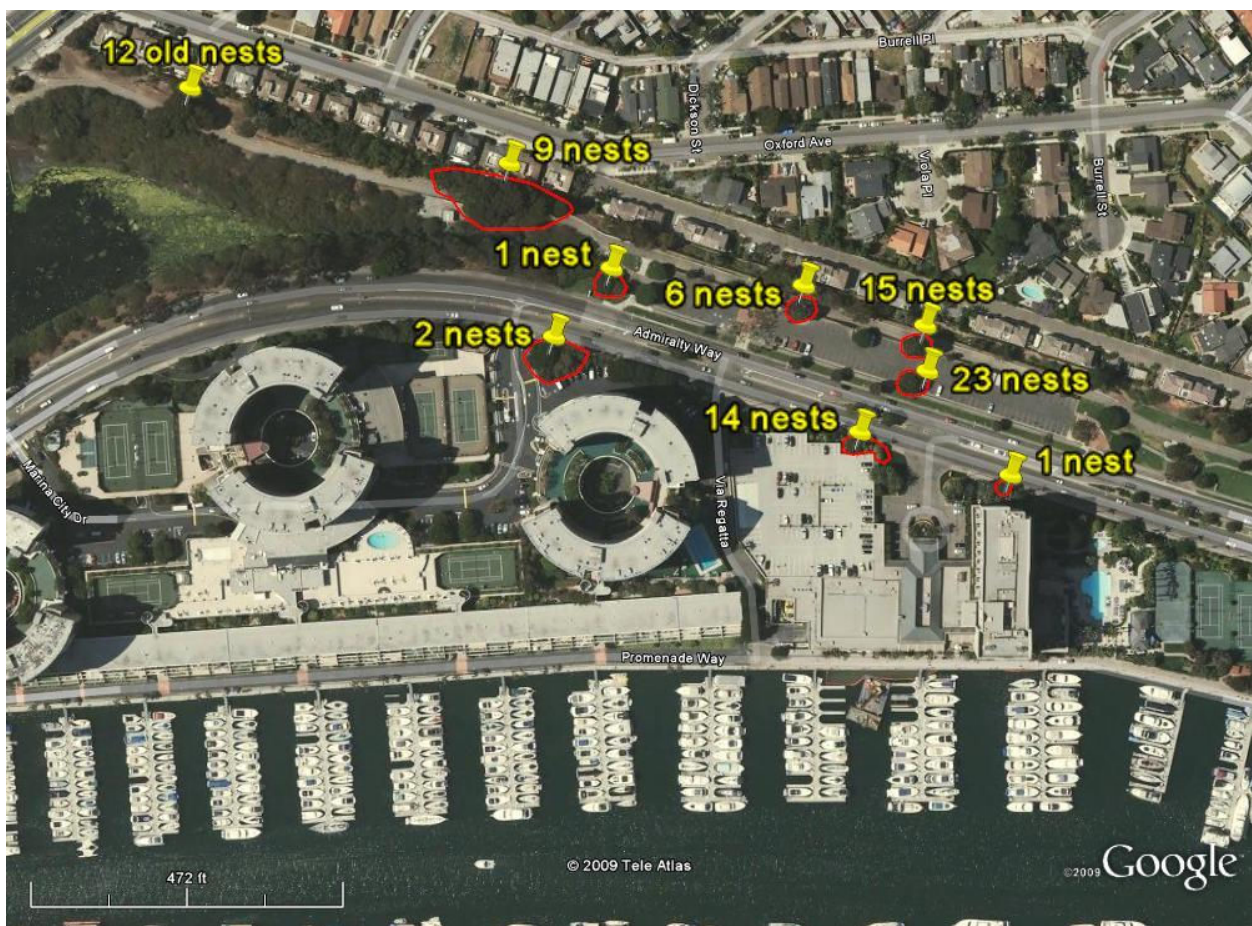 Burrell Pl
12 old nests
Dickson St
Oxford Ave
9 nests
Viola Pl
Burrell St
1 nest
6 nests
15 nests
2 nests
Admiralty Way
23 nests
14 nests
1 nest
Marina City Dr
Via Regatta
Promenade Way
472 ft
© 2009 Tele Atlas
©2009 Google